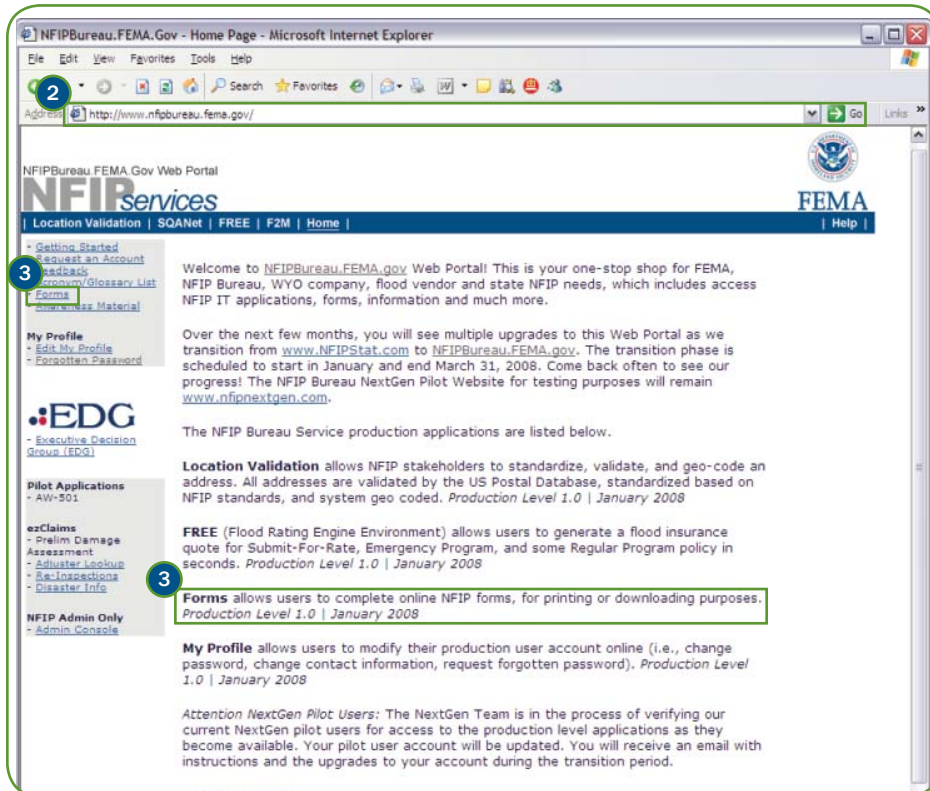 NFIPBureau.FEMA.Gov - Home Page - Microsoft Internet Explorer
File Edit View Favorites Tools Help
2
Search Favorites
Address http://www.nfipbureau.fema.gov/ Go Links »
NFIPBureau.FEMA.Gov Web Portal
NFIPservices
FEMA
| Location Validation | SQANet | FREE | F2M | Home | | Help |
- Getting Started
- Request an Account
3
- Feedback
- Acronym/Glossary List
- Forms
- Awareness Material
My Profile
- Edit My Profile
- Forgotten Password
EDG
- Executive Decision
Group (EDG)
Pilot Applications
- AW-501
ezClaims
- Prelim Damage
Assessment
- Adjuster Lookup
- Re-Inspections
- Disaster Info
NFIP Admin Only
- Admin Console
Welcome to NFIPBureau.FEMA.gov Web Portal! This is your one-stop shop for FEMA,
NFIP Bureau, WYO company, flood vendor and state NFIP needs, which includes access
NFIP IT applications, forms, information and much more.
Over the next few months, you will see multiple upgrades to this Web Portal as we
transition from www.NFIPStat.com to NFIPBureau.FEMA.gov. The transition phase is
scheduled to start in January and end March 31, 2008. Come back often to see our
progress! The NFIP Bureau NextGen Pilot Website for testing purposes will remain
www.nfipnextgen.com.
The NFIP Bureau Service production applications are listed below.
Location Validation allows NFIP stakeholders to standardize, validate, and geo-code an
address. All addresses are validated by the US Postal Database, standardized based on
NFIP standards, and system geo coded. Production Level 1.0 | January 2008
FREE (Flood Rating Engine Environment) allows users to generate a flood insurance
quote for Submit-For-Rate, Emergency Program, and some Regular Program policy in
seconds. Production Level 1.0 | January 2008
3
Forms allows users to complete online NFIP forms, for printing or downloading purposes.
Production Level 1.0 | January 2008
My Profile allows users to modify their production user account online (i.e., change
password, change contact information, request forgotten password). Production Level
1.0 | January 2008
Attention NextGen Pilot Users: The NextGen Team is in the process of verifying our
current NextGen pilot users for access to the production level applications as they
become available. Your pilot user account will be updated. You will receive an email with
instructions and the upgrades to your account during the transition period.